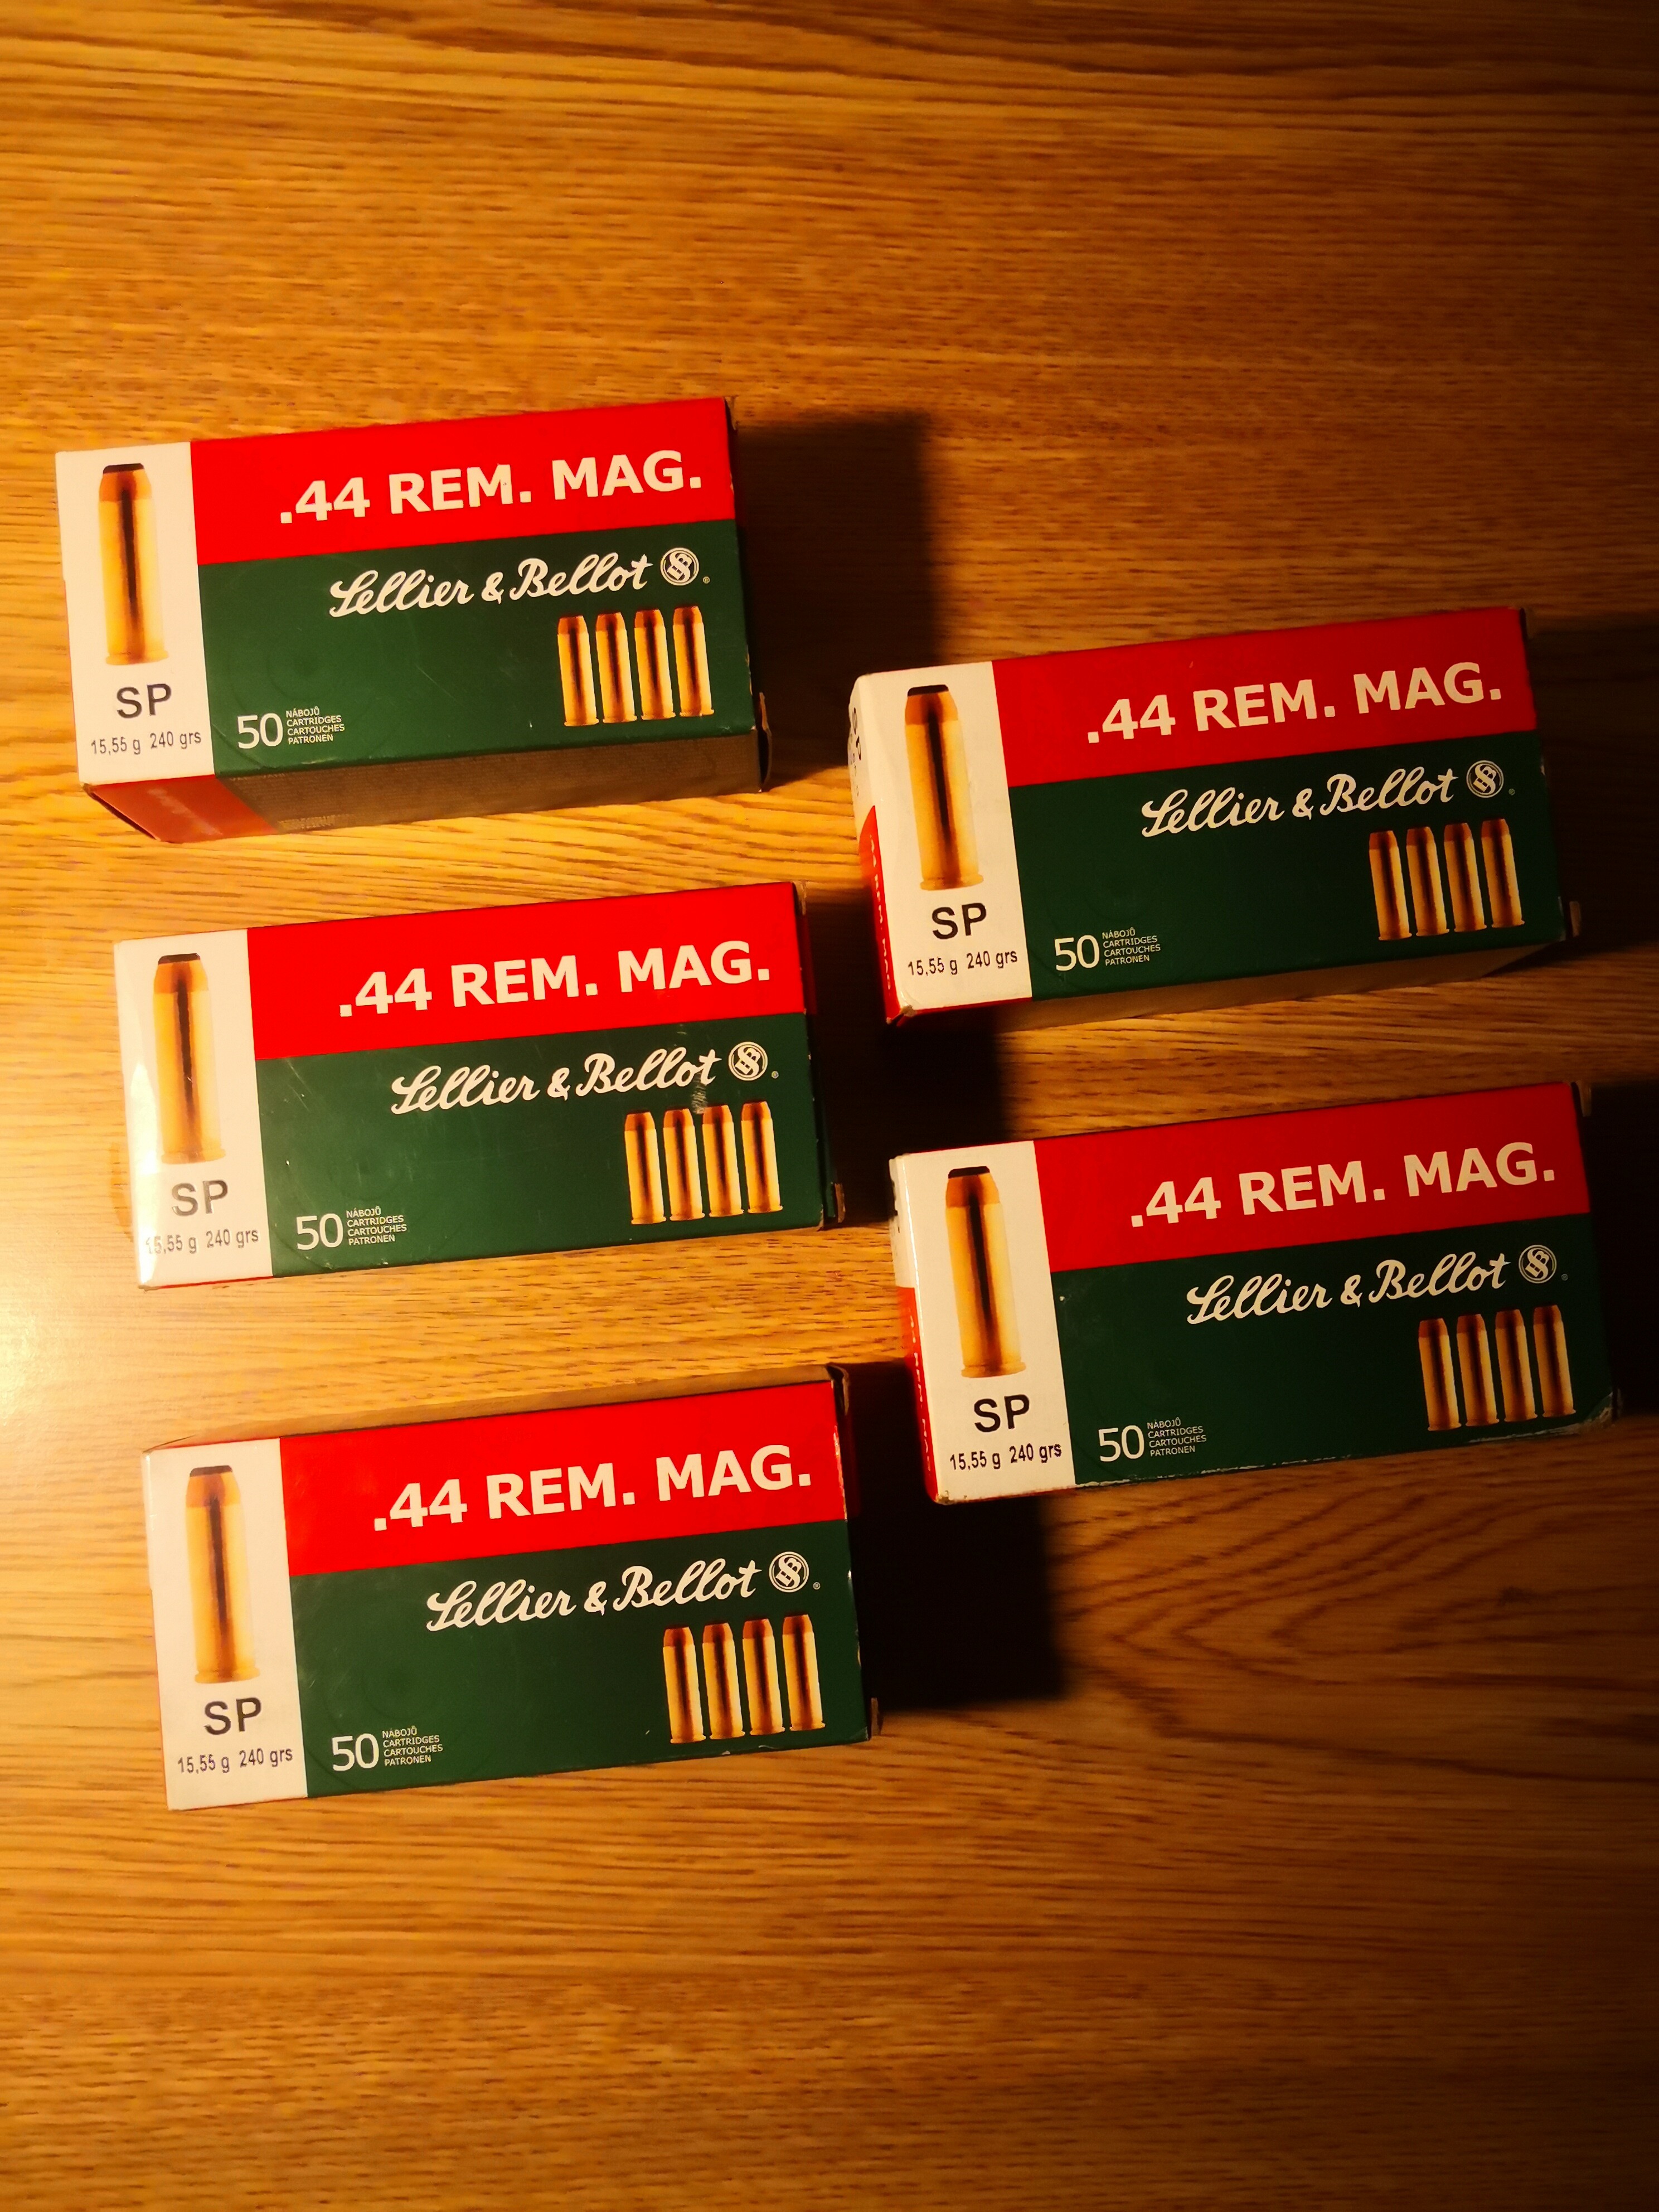 .44 REM. MAG.
Sellier & Bellot
SP
15,55 g 240 grs
50
NÁBOJŮ
CARTRIDGES
CARTOUCHES
PATRONEN
.44 REM. MAG.
Sellier & Bellot
SP
15,55 g 240 grs
50
NÁBOJŮ
CARTRIDGES
CARTOUCHES
PATRONEN
.44 REM. MAG.
Sellier & Bellot
SP
15,55 g 240 grs
50
NÁBOJŮ
CARTRIDGES
CARTOUCHES
PATRONEN
.44 REM. MAG.
Sellier & Bellot
SP
15,55 g 240 grs
50
NÁBOJŮ
CARTRIDGES
CARTOUCHES
PATRONEN
.44 REM. MAG.
Sellier & Bellot
SP
15,55 g 240 grs
50
NÁBOJŮ
CARTRIDGES
CARTOUCHES
PATRONEN